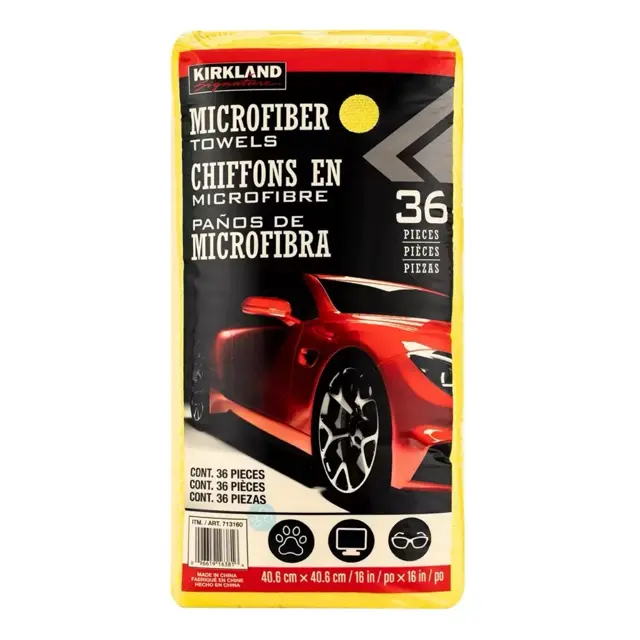 KIRKLAND
Signature
MICROFIBER
TOWELS
CHIFFONS EN
MICROFIBRE
PAÑOS DE
MICROFIBRA
36
PIECES
PIÈCES
PIEZAS
CONT. 36 PIECES
CONT. 36 PIÈCES
CONT. 36 PIEZAS
ITM. / ART. 713160
MADE IN CHINA
FABRIQUÉ EN CHINE
HECHO EN CHINA
40.6 cm × 40.6 cm / 16 in / po × 16 in / po